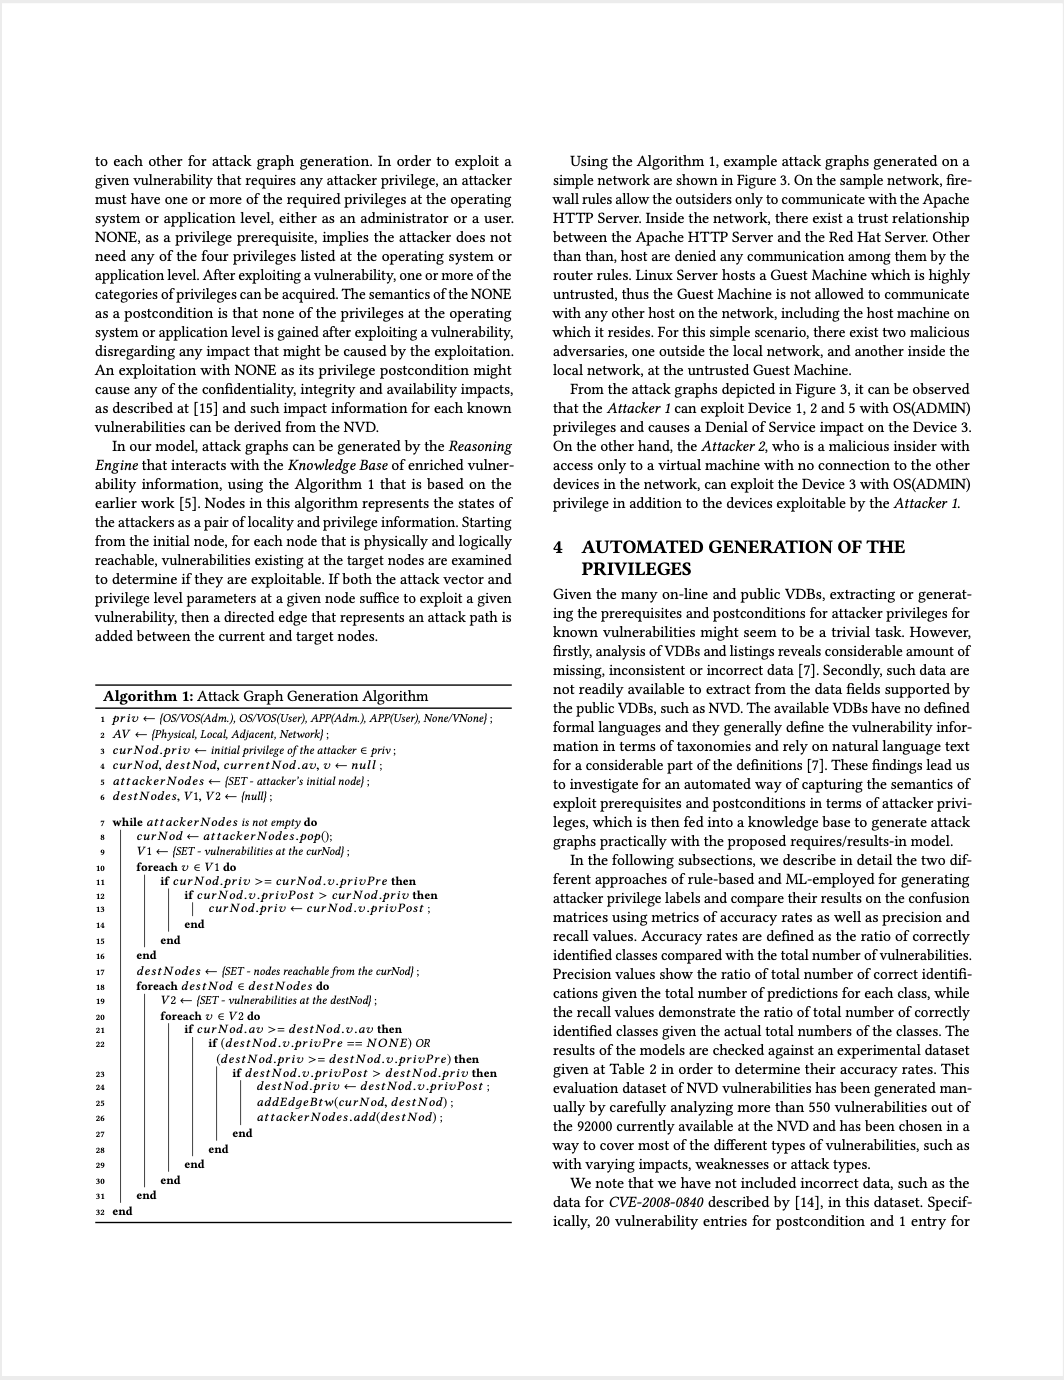 to each other for attack graph generation. In order to exploit a
given vulnerability that requires any attacker privilege, an attacker
must have one or more of the required privileges at the operating
system or application level, either as an administrator or a user.
NONE, as a privilege prerequisite, implies the attacker does not
need any of the four privileges listed at the operating system or
application level. After exploiting a vulnerability, one or more of the
categories of privileges can be acquired. The semantics of the NONE
as a postcondition is that none of the privileges at the operating
system or application level is gained after exploiting a vulnerability,
disregarding any impact that might be caused by the exploitation.
An exploitation with NONE as its privilege postcondition might
cause any of the confidentiality, integrity and availability impacts,
as described at [15] and such impact information for each known
vulnerabilities can be derived from the NVD.
In our model, attack graphs can be generated by the Reasoning
Engine that interacts with the Knowledge Base of enriched vulner-
ability information, using the Algorithm 1 that is based on the
earlier work [5]. Nodes in this algorithm represents the states of
the attackers as a pair of locality and privilege information. Starting
from the initial node, for each node that is physically and logically
reachable, vulnerabilities existing at the target nodes are examined
to determine if they are exploitable. If both the attack vector and
privilege level parameters at a given node suffice to exploit a given
vulnerability, then a directed edge that represents an attack path is
added between the current and target nodes.
Algorithm 1: Attack Graph Generation Algorithm
1 priv ← {OS/VOS(Adm.), OS/VOS(User), APP(Adm.), APP(User), None/VNone} ;
2 AV ← {Physical, Local, Adjacent, Network} ;
3 curNod.priv ← initial privilege of the attacker ∈ priv ;
4 curNod, destNod, currentNod.av, v ← null ;
5 attackerNodes ← {SET - attacker's initial node} ;
6 destNodes, V1, V2 ← {null} ;
7 while attackerNodes is not empty do
8 curNod ← attackerNodes.pop();
9 V1 ← {SET - vulnerabilities at the curNod} ;
10 foreach v ∈ V1 do
11 if curNod.priv >= curNod.v.privPre then
12 if curNod.v.privPost > curNod.priv then
13 curNod.priv ← curNod.v.privPost ;
14 end
15 end
16 end
17 destNodes ← {SET - nodes reachable from the curNod} ;
18 foreach destNod ∈ destNodes do
19 V2 ← {SET - vulnerabilities at the destNod} ;
20 foreach v ∈ V2 do
21 if curNod.av >= destNod.v.av then
22 if (destNod.v.privPre == NONE) OR
(destNod.priv >= destNod.v.privPre) then
23 if destNod.v.privPost > destNod.priv then
24 destNod.priv ← destNod.v.privPost ;
25 addEdgeBtw(curNod, destNod) ;
26 attackerNodes.add(destNod) ;
27 end
28 end
29 end
30 end
31 end
32 end
Using the Algorithm 1, example attack graphs generated on a
simple network are shown in Figure 3. On the sample network, fire-
wall rules allow the outsiders only to communicate with the Apache
HTTP Server. Inside the network, there exist a trust relationship
between the Apache HTTP Server and the Red Hat Server. Other
than than, host are denied any communication among them by the
router rules. Linux Server hosts a Guest Machine which is highly
untrusted, thus the Guest Machine is not allowed to communicate
with any other host on the network, including the host machine on
which it resides. For this simple scenario, there exist two malicious
adversaries, one outside the local network, and another inside the
local network, at the untrusted Guest Machine.
From the attack graphs depicted in Figure 3, it can be observed
that the Attacker 1 can exploit Device 1, 2 and 5 with OS(ADMIN)
privileges and causes a Denial of Service impact on the Device 3.
On the other hand, the Attacker 2, who is a malicious insider with
access only to a virtual machine with no connection to the other
devices in the network, can exploit the Device 3 with OS(ADMIN)
privilege in addition to the devices exploitable by the Attacker 1.
4 AUTOMATED GENERATION OF THE
PRIVILEGES
Given the many on-line and public VDBs, extracting or generat-
ing the prerequisites and postconditions for attacker privileges for
known vulnerabilities might seem to be a trivial task. However,
firstly, analysis of VDBs and listings reveals considerable amount of
missing, inconsistent or incorrect data [7]. Secondly, such data are
not readily available to extract from the data fields supported by
the public VDBs, such as NVD. The available VDBs have no defined
formal languages and they generally define the vulnerability infor-
mation in terms of taxonomies and rely on natural language text
for a considerable part of the definitions [7]. These findings lead us
to investigate for an automated way of capturing the semantics of
exploit prerequisites and postconditions in terms of attacker privi-
leges, which is then fed into a knowledge base to generate attack
graphs practically with the proposed requires/results-in model.
In the following subsections, we describe in detail the two dif-
ferent approaches of rule-based and ML-employed for generating
attacker privilege labels and compare their results on the confusion
matrices using metrics of accuracy rates as well as precision and
recall values. Accuracy rates are defined as the ratio of correctly
identified classes compared with the total number of vulnerabilities.
Precision values show the ratio of total number of correct identifi-
cations given the total number of predictions for each class, while
the recall values demonstrate the ratio of total number of correctly
identified classes given the actual total numbers of the classes. The
results of the models are checked against an experimental dataset
given at Table 2 in order to determine their accuracy rates. This
evaluation dataset of NVD vulnerabilities has been generated man-
ually by carefully analyzing more than 550 vulnerabilities out of
the 92000 currently available at the NVD and has been chosen in a
way to cover most of the different types of vulnerabilities, such as
with varying impacts, weaknesses or attack types.
We note that we have not included incorrect data, such as the
data for CVE-2008-0840 described by [14], in this dataset. Specif-
ically, 20 vulnerability entries for postcondition and 1 entry for